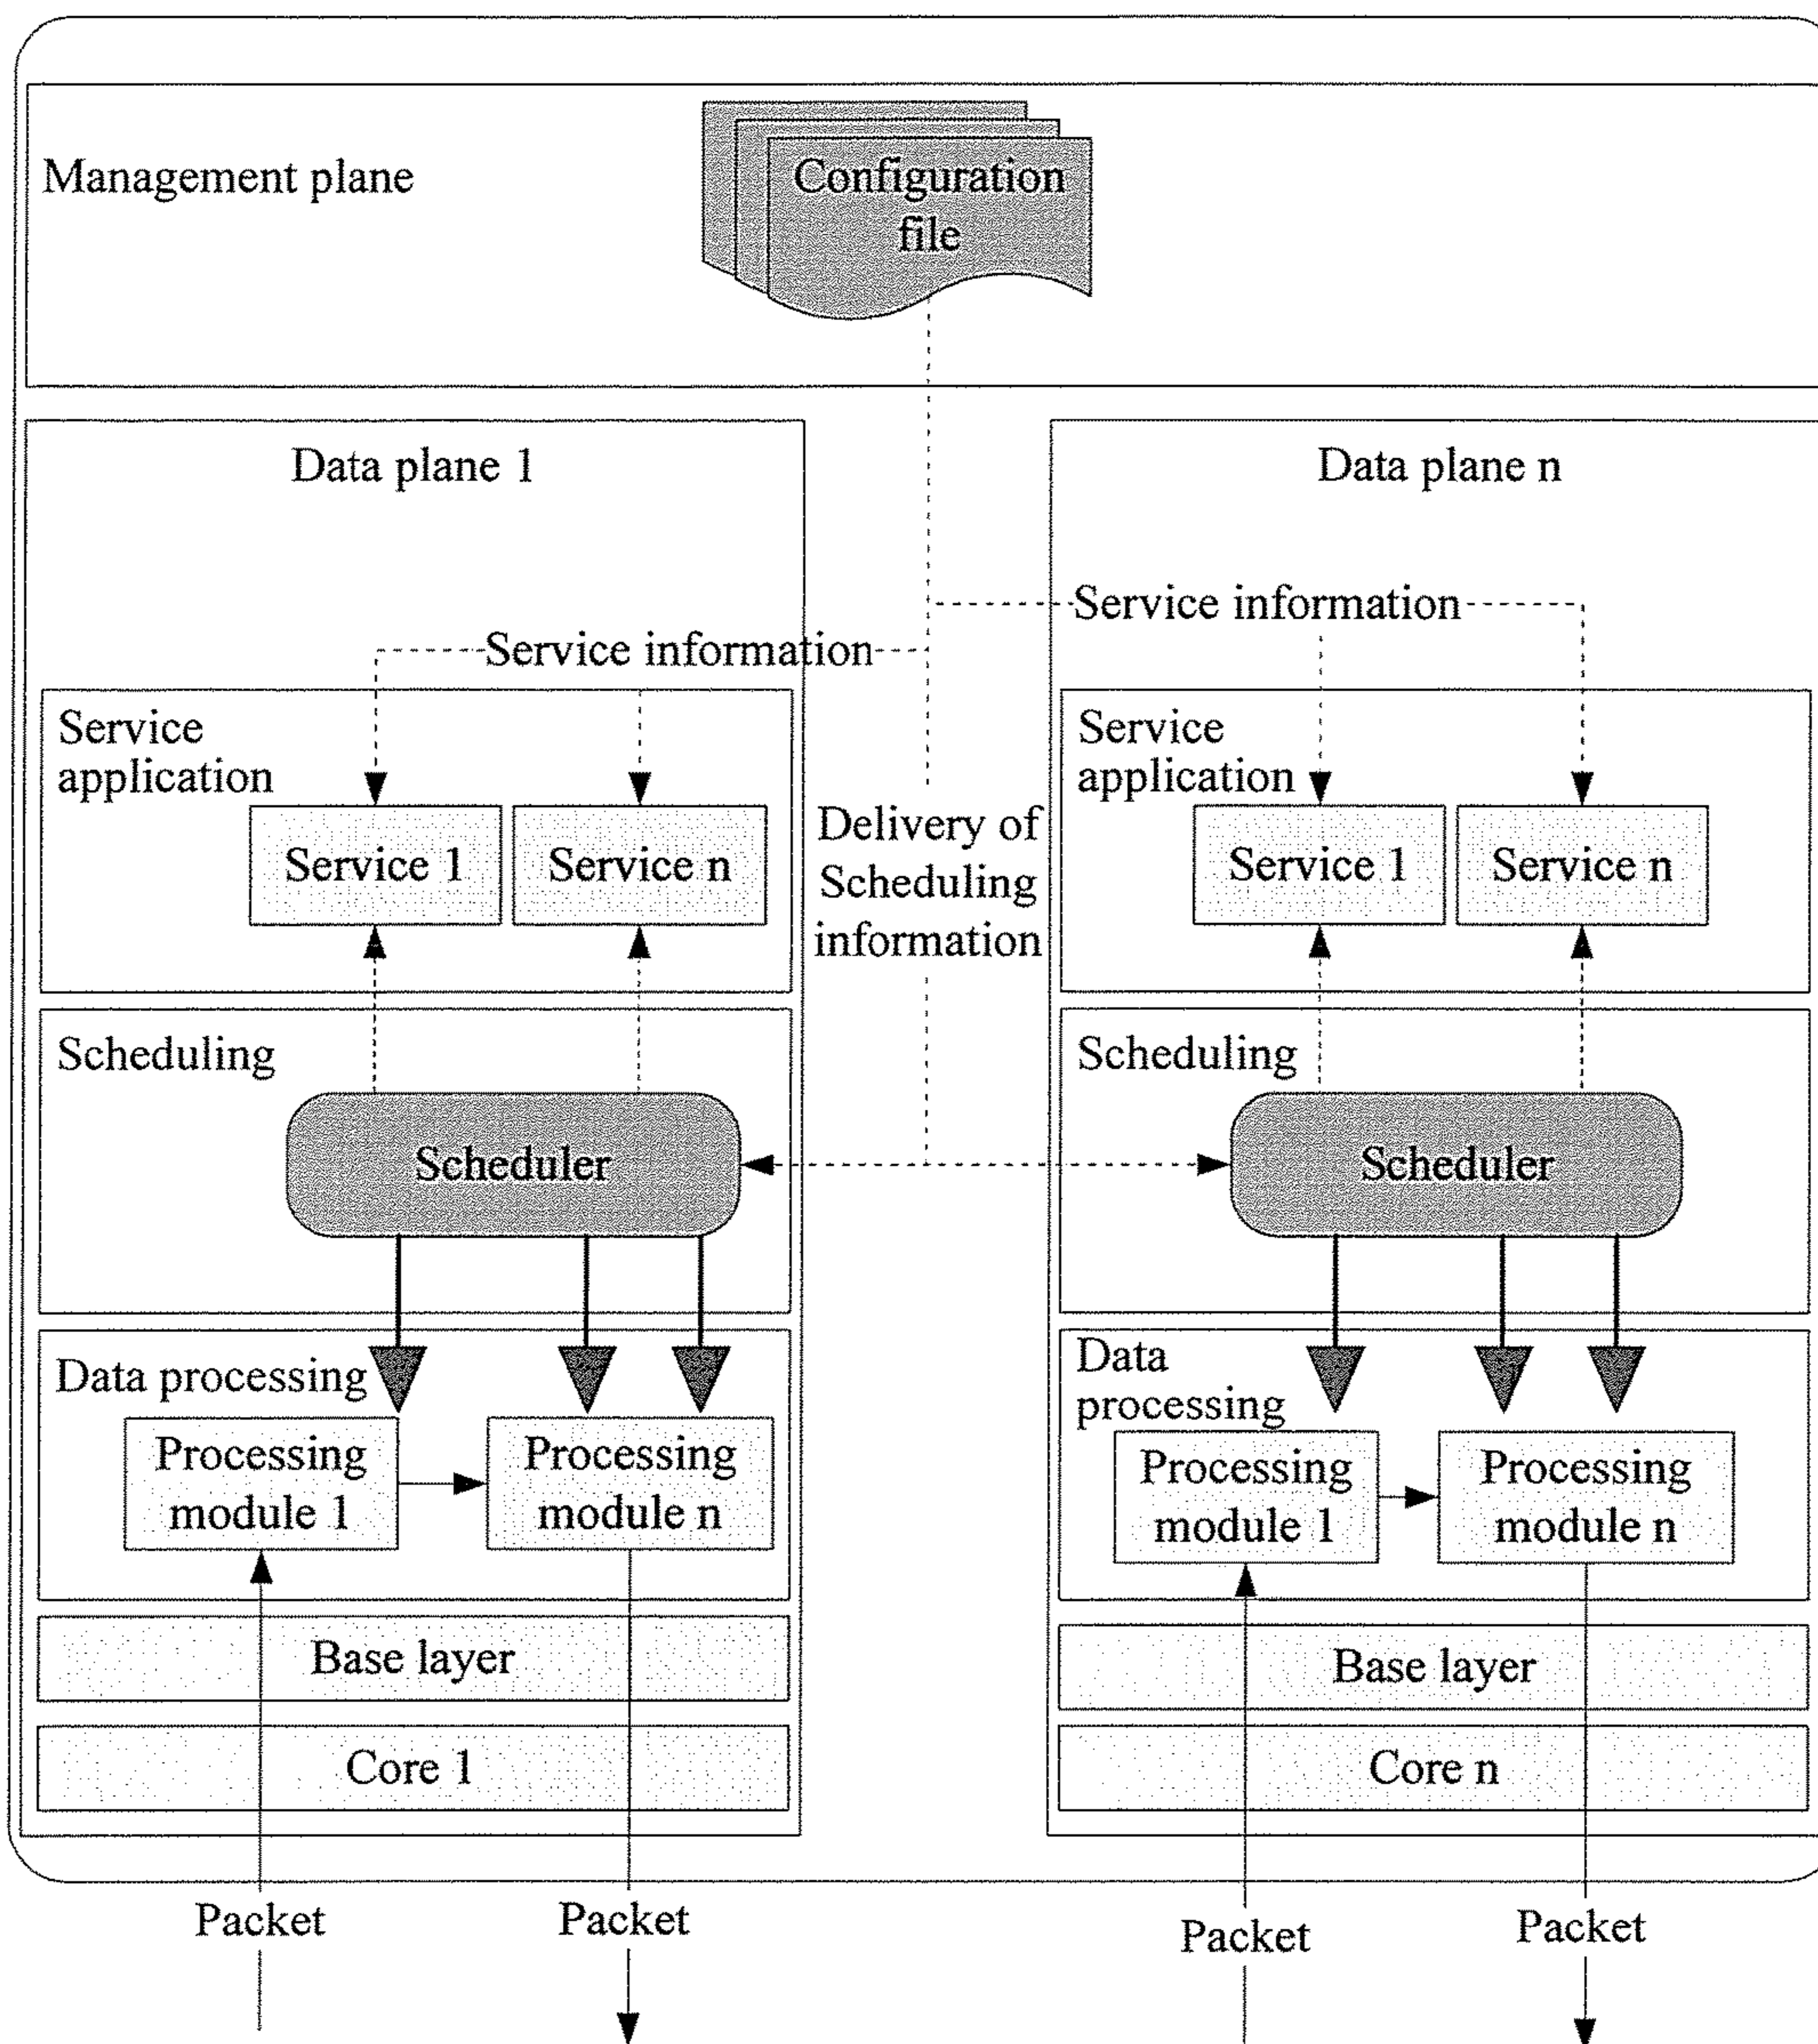 Management plane
Configuration
file
Data plane 1
Data plane n
Service information
Service information
Service
application
Service 1
Service n
Delivery of
Scheduling
information
Service
application
Service 1
Service n
Scheduling
Scheduler
Scheduling
Scheduler
Data processing
Processing
module 1
Processing
module n
Data
processing
Processing
module 1
Processing
module n
Base layer
Base layer
Core 1
Core n
Packet
Packet
Packet
Packet